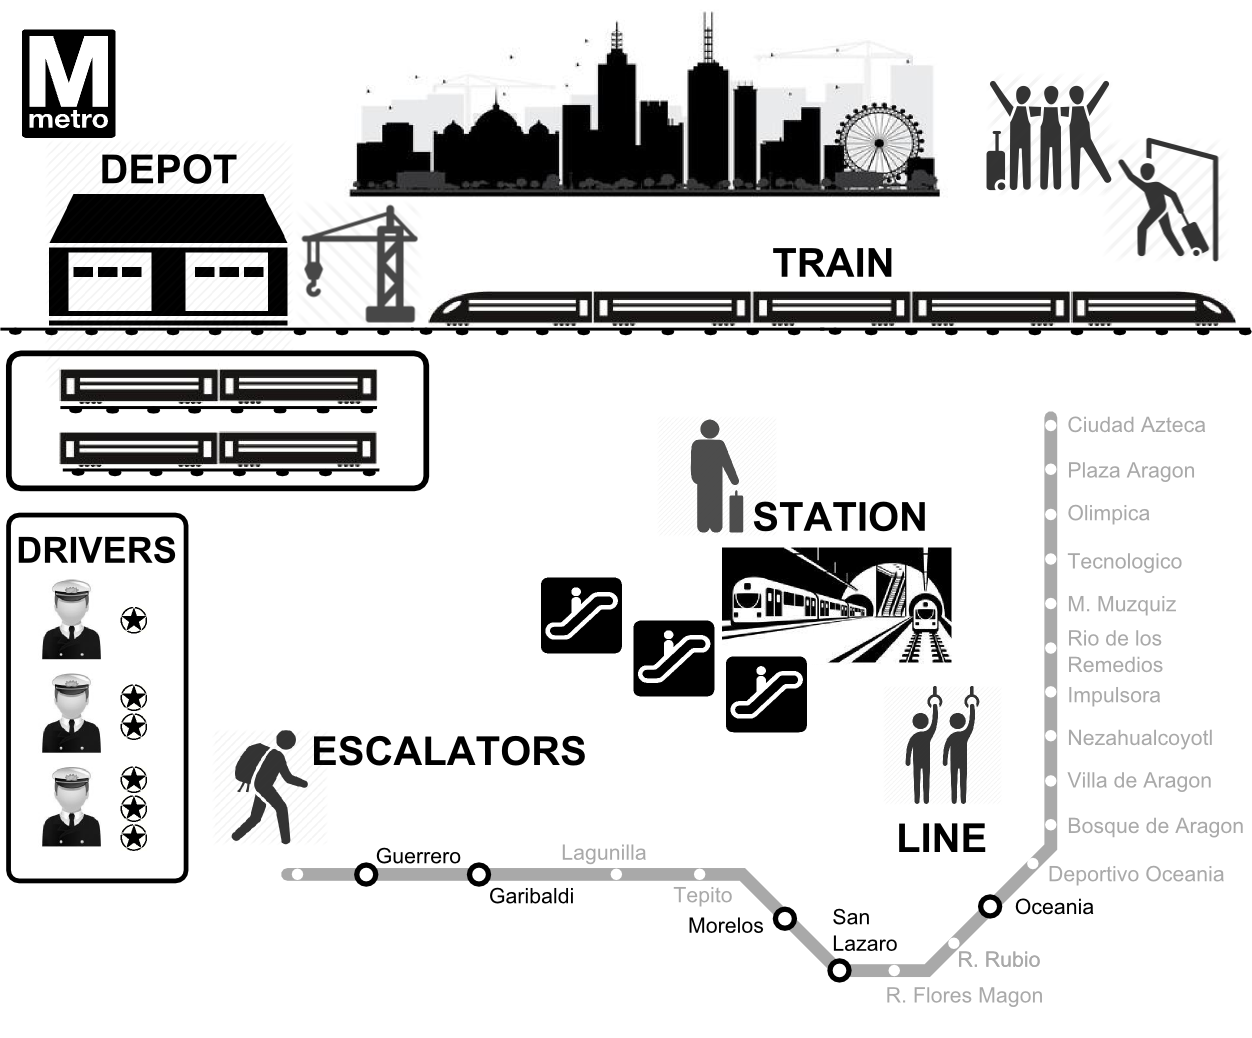 M
metro
DEPOT
TRAIN
DRIVERS
STATION
ESCALATORS
LINE
Ciudad Azteca
Plaza Aragon
Olimpica
Tecnologico
M. Muzquiz
Rio de los
Remedios
Impulsora
Nezahualcoyotl
Villa de Aragon
Bosque de Aragon
Deportivo Oceania
Oceania
R. Rubio
R. Flores Magon
San
Lazaro
Morelos
Tepito
Lagunilla
Garibaldi
Guerrero